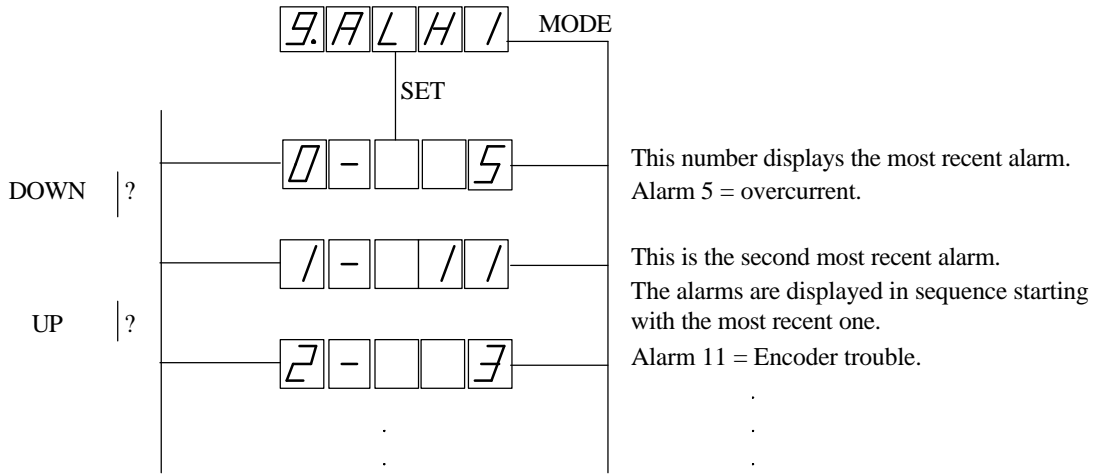 9.ALH1 MODE
SET
0- 5
This number displays the most recent alarm.
DOWN ?
Alarm 5 = overcurrent.
1- 11
This is the second most recent alarm.
The alarms are displayed in sequence starting
UP ?
with the most recent one.
2- 3
Alarm 11 = Encoder trouble.
. .
. .
. .